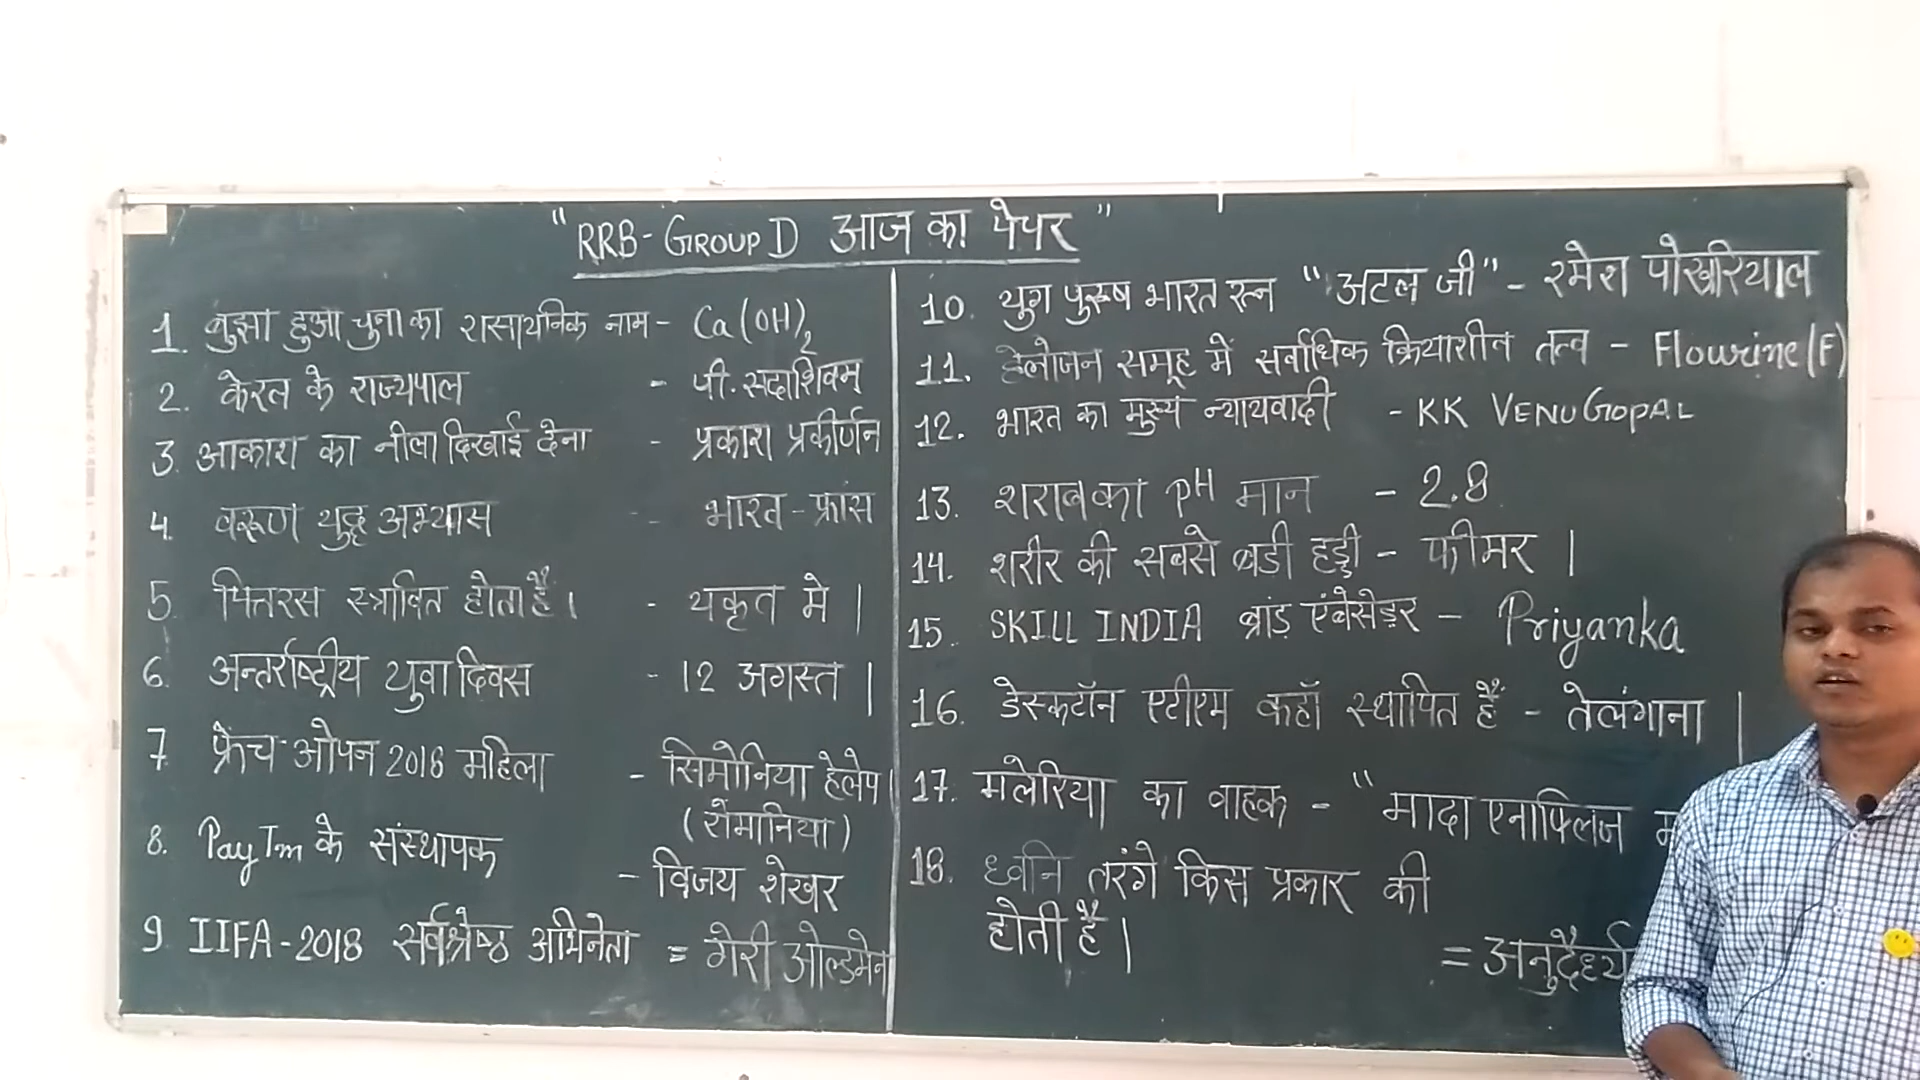 "RRB-GROUP D आज का पेपर"
1. बुझा हुआ चुना का रासायनिक नाम - Ca(OH)₂
2. केरल के राज्यपाल - पी. सदाशिवम्
3. आकाश का नीला दिखाई देना - प्रकाश प्रकीर्णन
4. वरूण युद्ध अभ्यास - भारत-फ्रांस
5 पित्तरस स्त्रावित होता है। - यकृत मे।
6. अन्तर्राष्ट्रीय युवा दिवस - 12 अगस्त।
7. फ्रेंच-ओपन 2018 महिला - सिमोनिया हेलेप
(रोमानिया)
8. PayTm के संस्थापक - विजय शेखर
9 IIFA-2018 सर्वश्रेष्ठ अभिनेता = गेरी ओल्डमेन
10. युग पुरूष भारत रत्न "अटल जी" - रमेश पोखरियाल
11. हेलोजन समूह में सर्वाधिक क्रियाशील तत्व - Flourine (F)
12. भारत का मुख्य न्यायवादी - KK VENUGOPAL
13. शराब का PH मान - 2.8
14. शरीर की सबसे बडी हड्डी - फीमर।
15. SKILL INDIA ब्रांड एंबेसेड़र - Priyanka
16. डेस्कटॉन एटीएम कहाँ स्थापित हैं - तेलंगाना।
17. मलेरिया का वाहक - "मादा एनाफिलिज
18. ध्वनि तरंगे किस प्रकार की
होती हैं।
= अनुदैर्ध्य